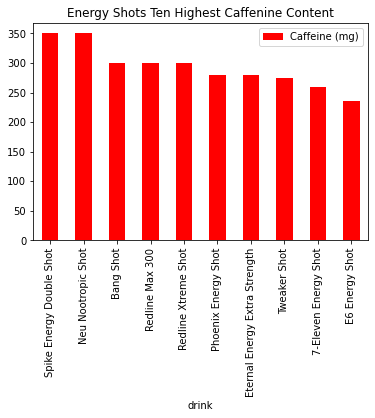 Energy Shots Ten Highest Caffenine Content
Caffeine (mg)
350
300
250
200
150
100
50
0
Spike Energy Double Shot
Neu Nootropic Shot
Bang Shot
Redline Max 300
Redline Xtreme Shot
Phoenix Energy Shot
Eternal Energy Extra Strength
Tweaker Shot
7-Eleven Energy Shot
E6 Energy Shot
drink